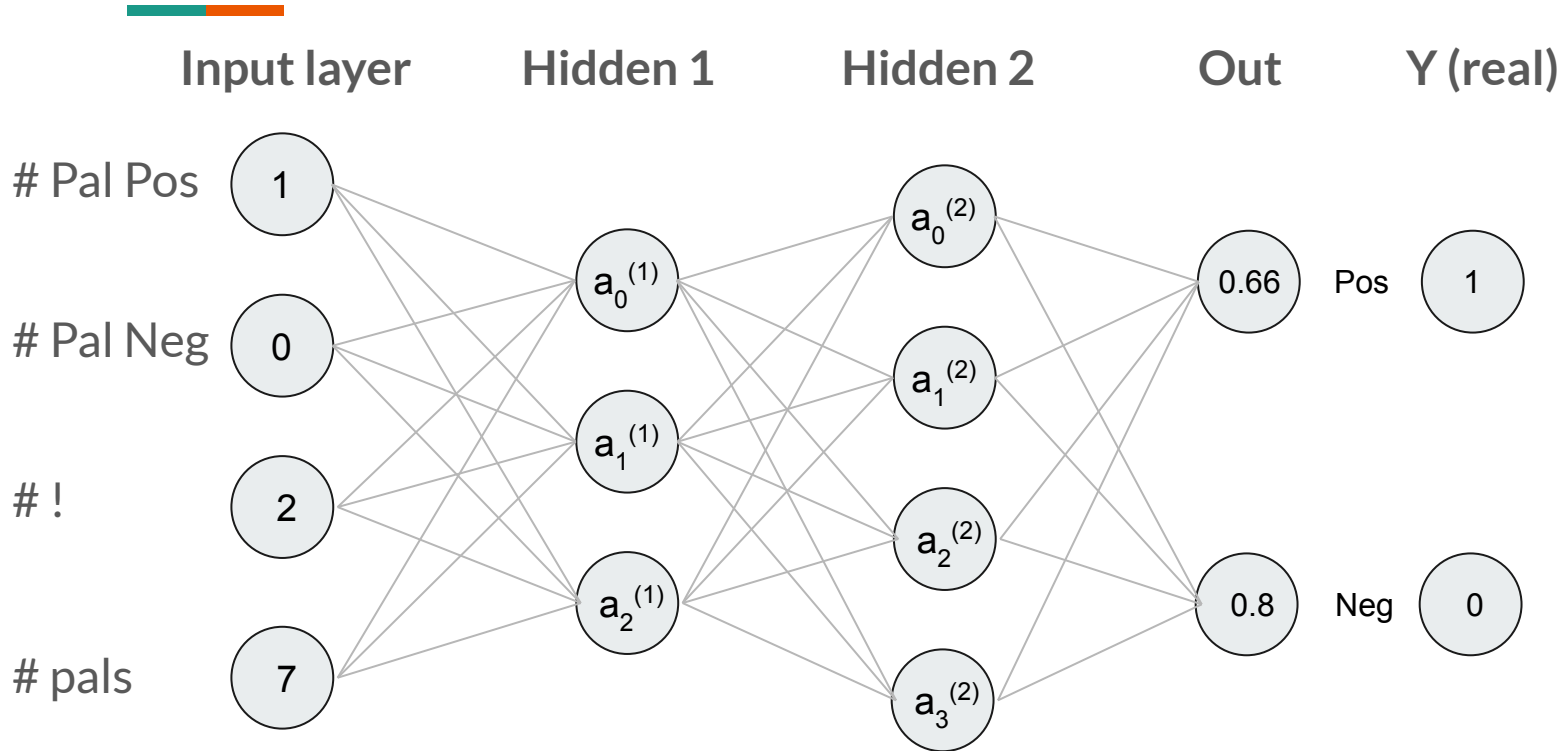 Input layer Hidden 1 Hidden 2 Out Y (real)
# Pal Pos 1
a₀⁽²⁾
a₀⁽¹⁾ 0.66 Pos 1
# Pal Neg 0
a₁⁽²⁾
a₁⁽¹⁾
# ! 2
a₂⁽²⁾
a₂⁽¹⁾ 0.8 Neg 0
# pals 7
a₃⁽²⁾